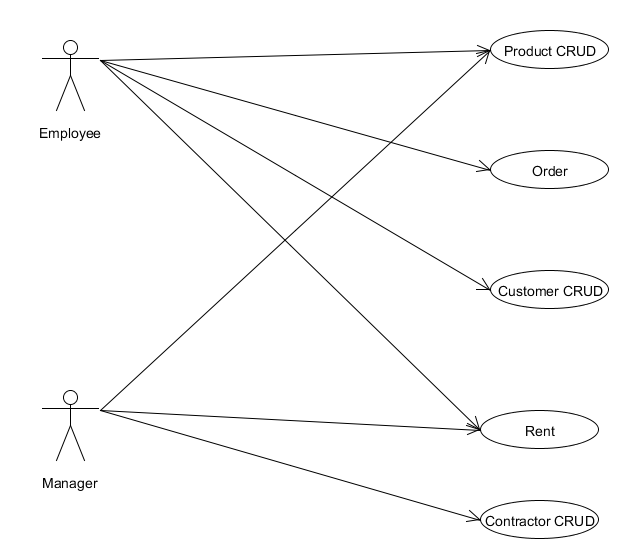 Product CRUD
Employee
Order
Customer CRUD
Rent
Manager
Contractor CRUD